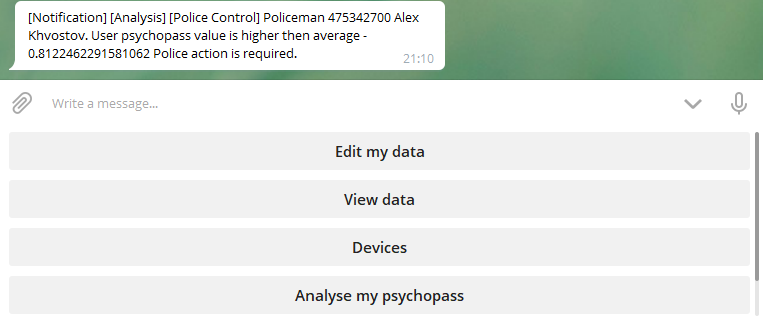 [Notification] [Analysis] [Police Control] Policeman 475342700 Alex
Khvostov. User psychopass value is higher then average -
0.8122462291581062 Police action is required.
21:10
Write a message...
Edit my data
View data
Devices
Analyse my psychopass